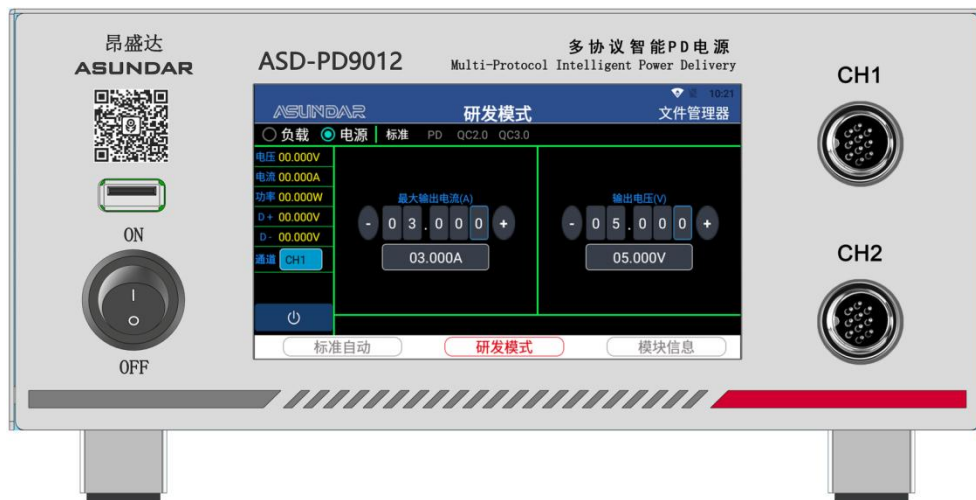 昂盛达
ASUNDAR
ON
I
O
OFF
ASD-PD9012
多协议智能PD电源
Multi-Protocol Intelligent Power Delivery
10:21
ASUNDAR
研发模式
文件管理器
负载 电源 标准 PD QC2.0 QC3.0
电压 00.000V
电流 00.000A
功率 00.000W
D+ 00.000V
D- 00.000V
通道 CH1
最大输出电流(A)
- 0 3 . 0 0 0 +
03.000A
输出电压(V)
- 0 5 . 0 0 0 +
05.000V
标准自动
研发模式
模块信息
CH1
CH2